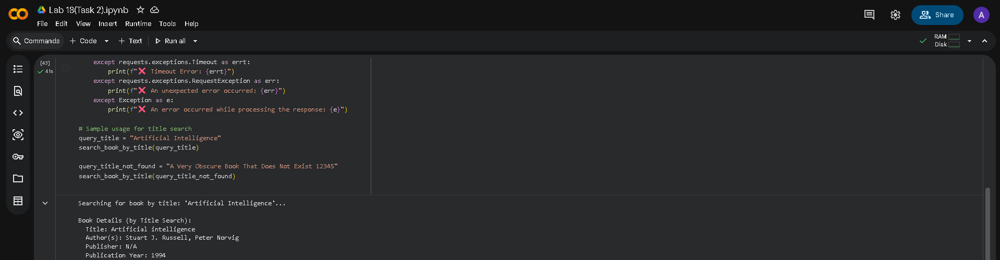 Lab 18(Task 2).ipynb
File Edit View Insert Runtime Tools Help
Share
A
Commands + Code + Text Run all
RAM
Disk
[43]
41s
except requests.exceptions.Timeout as errt:
print(f"❌ Timeout Error: {errt}")
except requests.exceptions.RequestException as err:
print(f"❌ An unexpected error occurred: {err}")
except Exception as e:
print(f"❌ An error occurred while processing the response: {e}")
# Sample usage for title search
query_title = "Artificial Intelligence"
search_book_by_title(query_title)
query_title_not_found = "A Very Obscure Book That Does Not Exist 12345"
search_book_by_title(query_title_not_found)
Searching for book by title: 'Artificial Intelligence'...
Book Details (by Title Search):
Title: Artificial intelligence
Author(s): Stuart J. Russell, Peter Norvig
Publisher: N/A
Publication Year: 1994